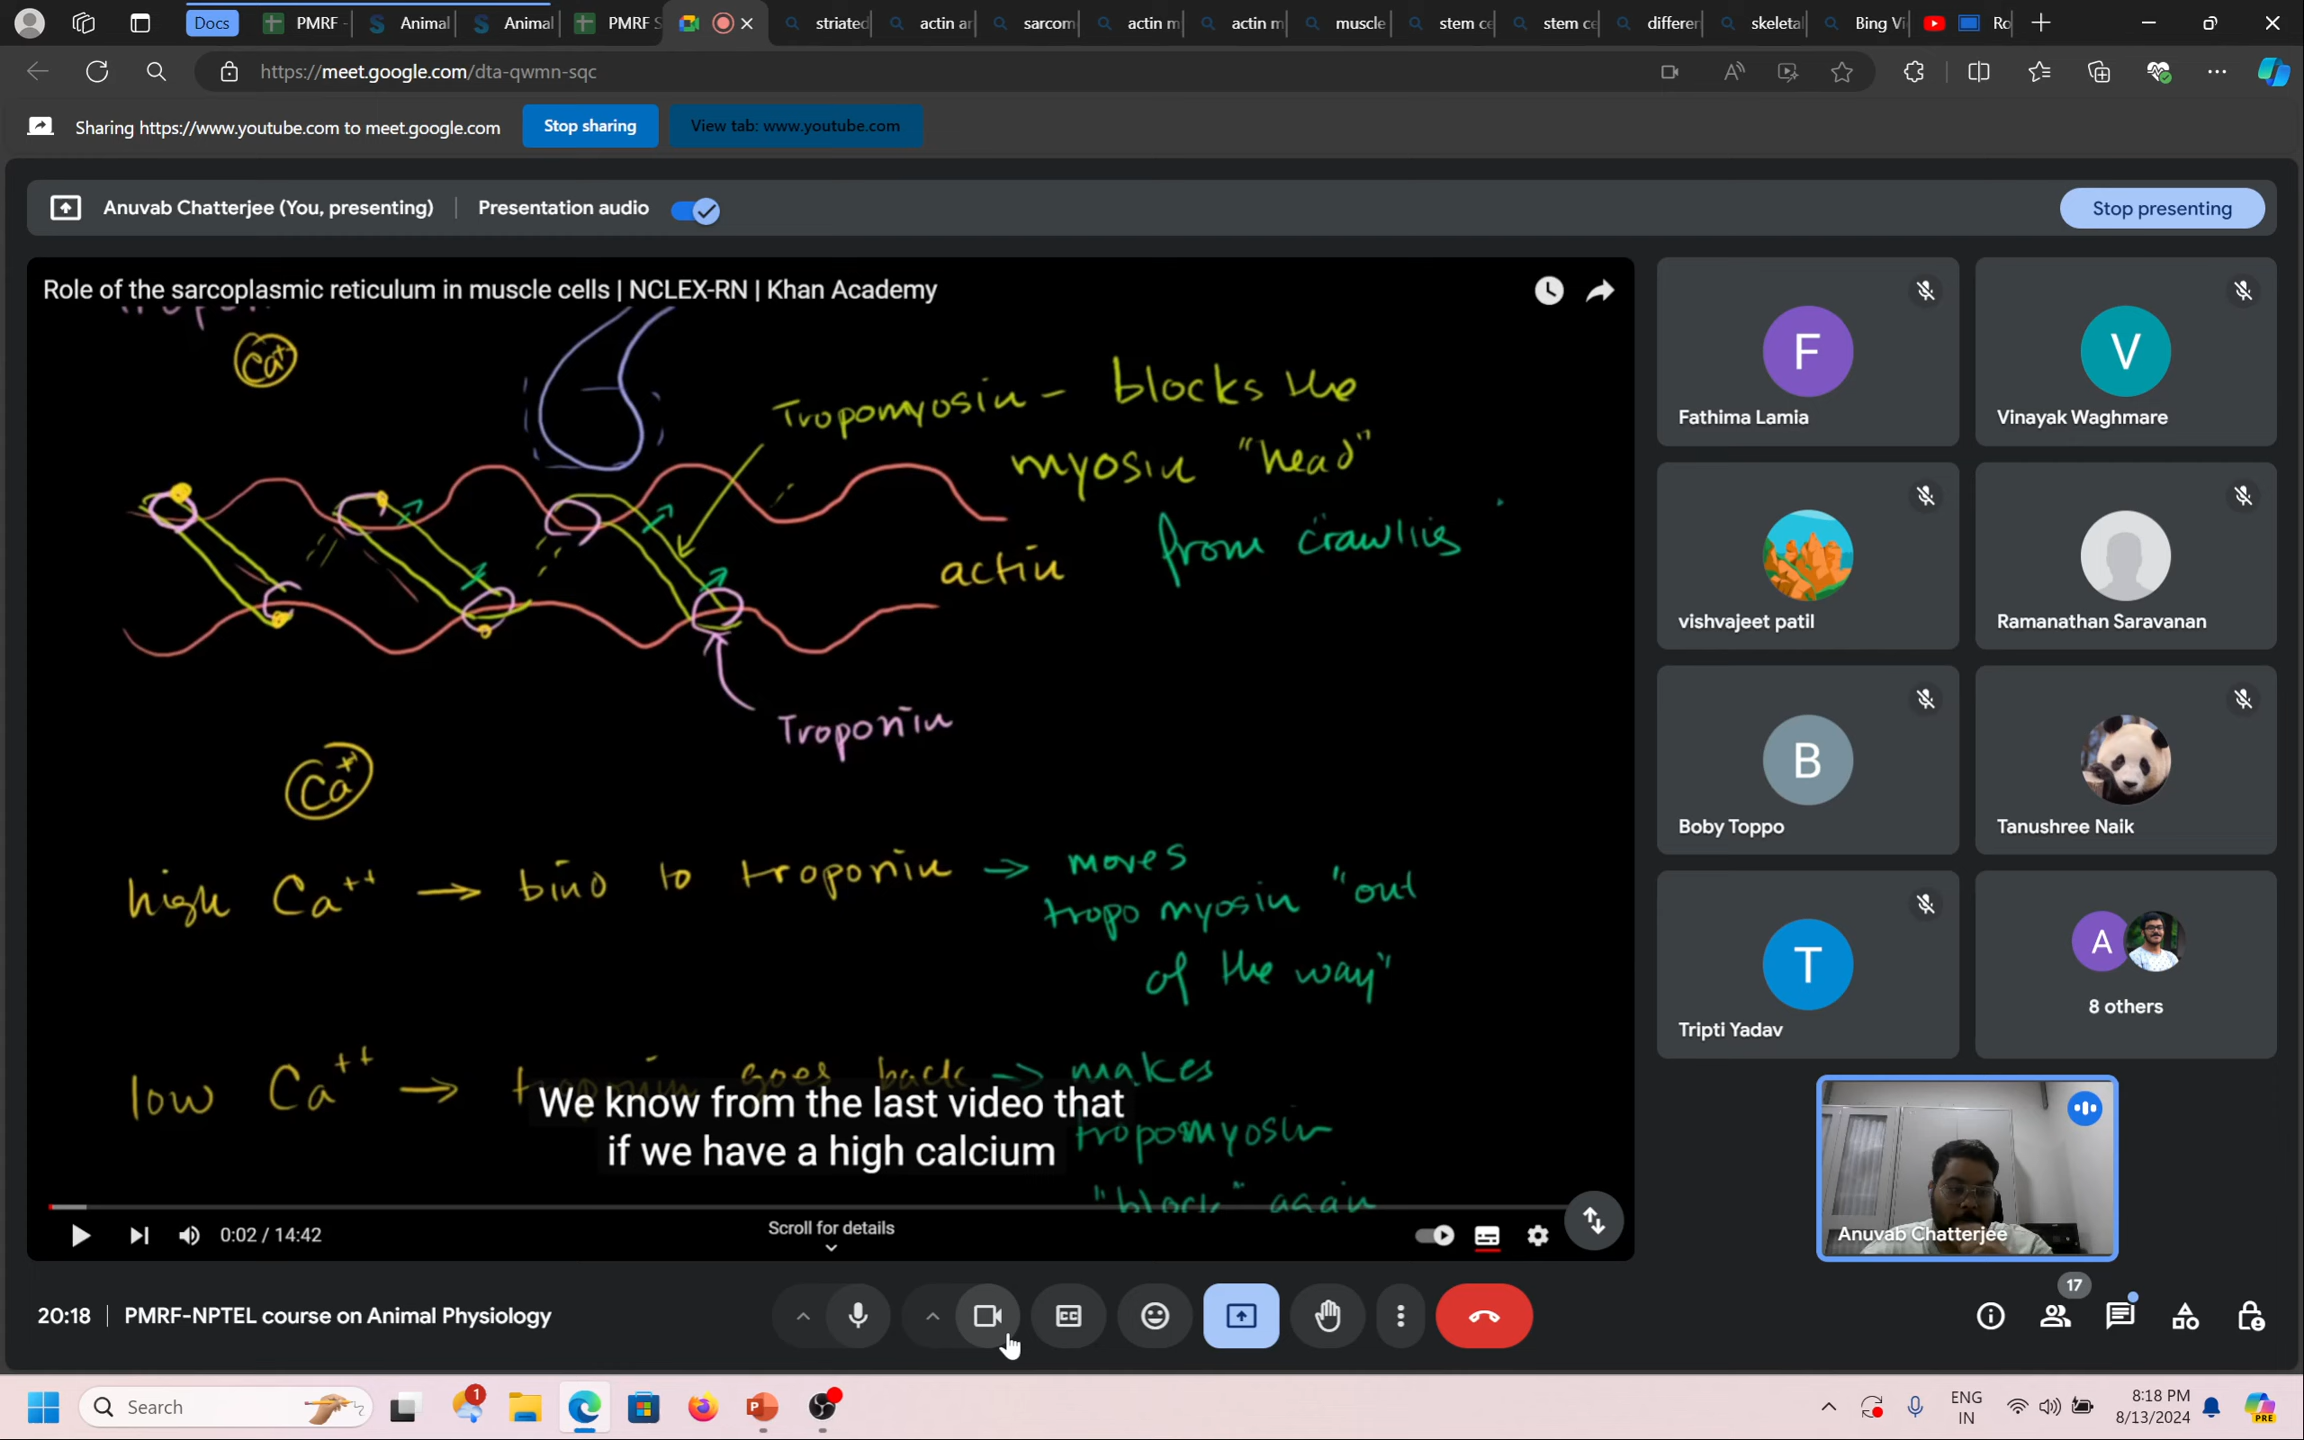 Docs
PMRF -
Animal
Animal
PMRF S
striated
actin ar
sarcom
actin m
actin m
muscle
stem ce
stem ce
differer
skeletal
Bing Vi
Ro
https://meet.google.com/dta-qwmn-sqc
Sharing https://www.youtube.com to meet.google.com
Stop sharing
View tab: www.youtube.com
Anuvab Chatterjee (You, presenting)
Presentation audio
Stop presenting
Role of the sarcoplasmic reticulum in muscle cells | NCLEX-RN | Khan Academy
Ca+
Tropomyosin - blocks the
myosin "head"
from crawling
actin
Troponin
Ca+
high Ca++ → bind to troponin → moves
tropo myosin "out
of the way"
low Ca++ → troponin goes back → makes
tropomyosin
"block" again
We know from the last video that
if we have a high calcium
0:02 / 14:42
Scroll for details
F
Fathima Lamia
V
Vinayak Waghmare
vishvajeet patil
Ramanathan Saravanan
B
Boby Toppo
Tanushree Naik
T
Tripti Yadav
A
8 others
Anuvab Chatterjee
20:18
PMRF-NPTEL course on Animal Physiology
CC
17
Search
1
ENG
IN
8:18 PM
8/13/2024
PRE